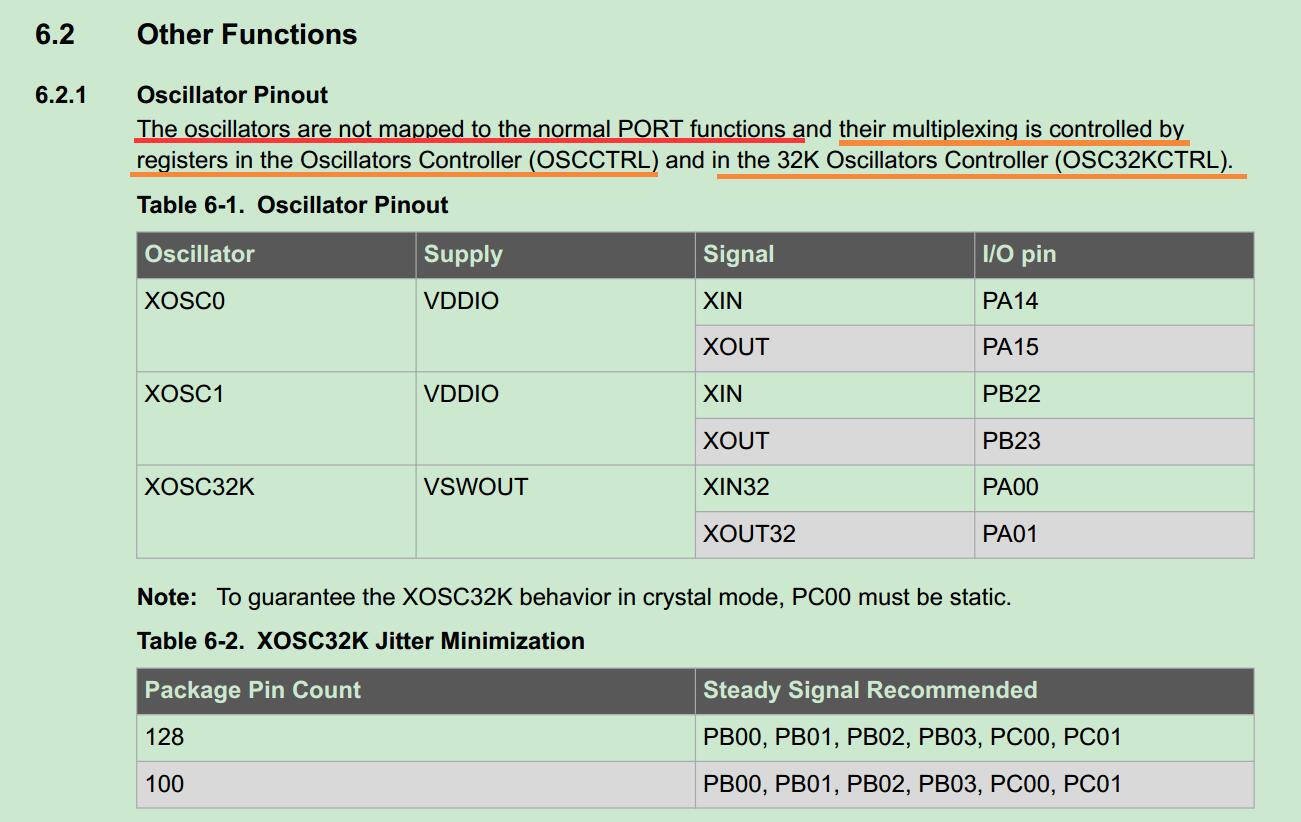 6.2 Other Functions
6.2.1 Oscillator Pinout
The oscillators are not mapped to the normal PORT functions and their multiplexing is controlled by
registers in the Oscillators Controller (OSCCTRL) and in the 32K Oscillators Controller (OSC32KCTRL).
Table 6-1. Oscillator Pinout
Oscillator Supply Signal I/O pin
XOSC0 VDDIO XIN PA14
XOUT PA15
XOSC1 VDDIO XIN PB22
XOUT PB23
XOSC32K VSWOUT XIN32 PA00
XOUT32 PA01
Note: To guarantee the XOSC32K behavior in crystal mode, PC00 must be static.
Table 6-2. XOSC32K Jitter Minimization
Package Pin Count Steady Signal Recommended
128 PB00, PB01, PB02, PB03, PC00, PC01
100 PB00, PB01, PB02, PB03, PC00, PC01